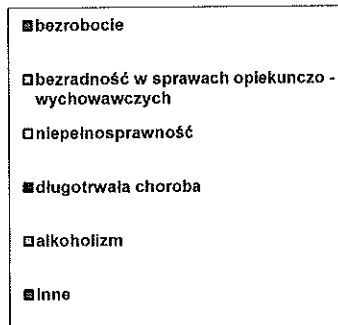 bezrobocie
bezradność w sprawach opiekunczo -
wychowawczych
niepełnosprawność
długotrwała choroba
alkoholizm
inne